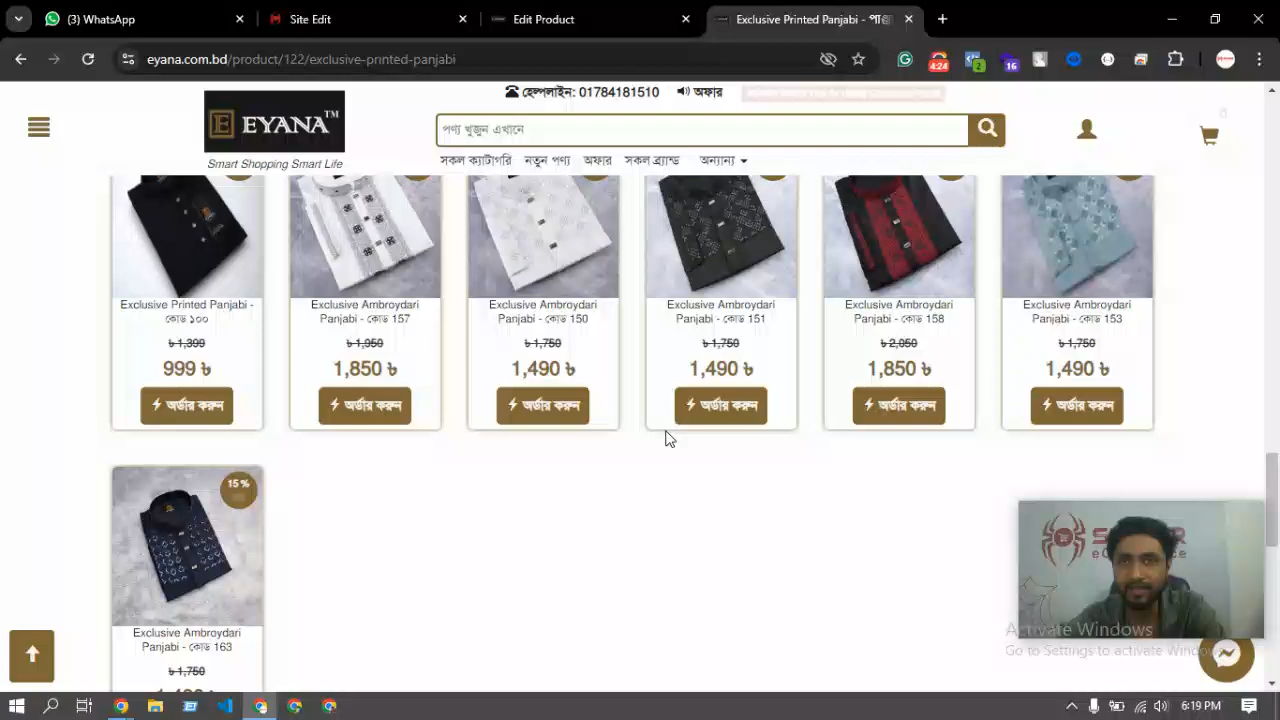 (3) WhatsApp
Site Edit
Edit Product
Exclusive Printed Panjabi - পা
eyana.com.bd/product/122/exclusive-printed-panjabi
4:24
2
16
হেল্পলাইন: 01784181510
অফার
E EYANA™
Smart Shopping Smart Life
পণ্য খুজুন এখানে
সকল ক্যাটাগরি নতুন পণ্য অফার সকল ব্র্যান্ড অন্যান্য
Exclusive Printed Panjabi -
কোড ১০০
৳ 1,399
999 ৳
অর্ডার করুন
Exclusive Ambroydari
Panjabi - কোড 157
৳ 1,950
1,850 ৳
অর্ডার করুন
Exclusive Ambroydari
Panjabi - কোড 150
৳ 1,750
1,490 ৳
অর্ডার করুন
Exclusive Ambroydari
Panjabi - কোড 151
৳ 1,750
1,490 ৳
অর্ডার করুন
Exclusive Ambroydari
Panjabi - কোড 158
৳ 2,050
1,850 ৳
অর্ডার করুন
Exclusive Ambroydari
Panjabi - কোড 153
৳ 1,750
1,490 ৳
অর্ডার করুন
15 %
Exclusive Ambroydari
Panjabi - কোড 163
৳ 1,750
Activate Windows
Go to Settings to activate Windows
6:19 PM